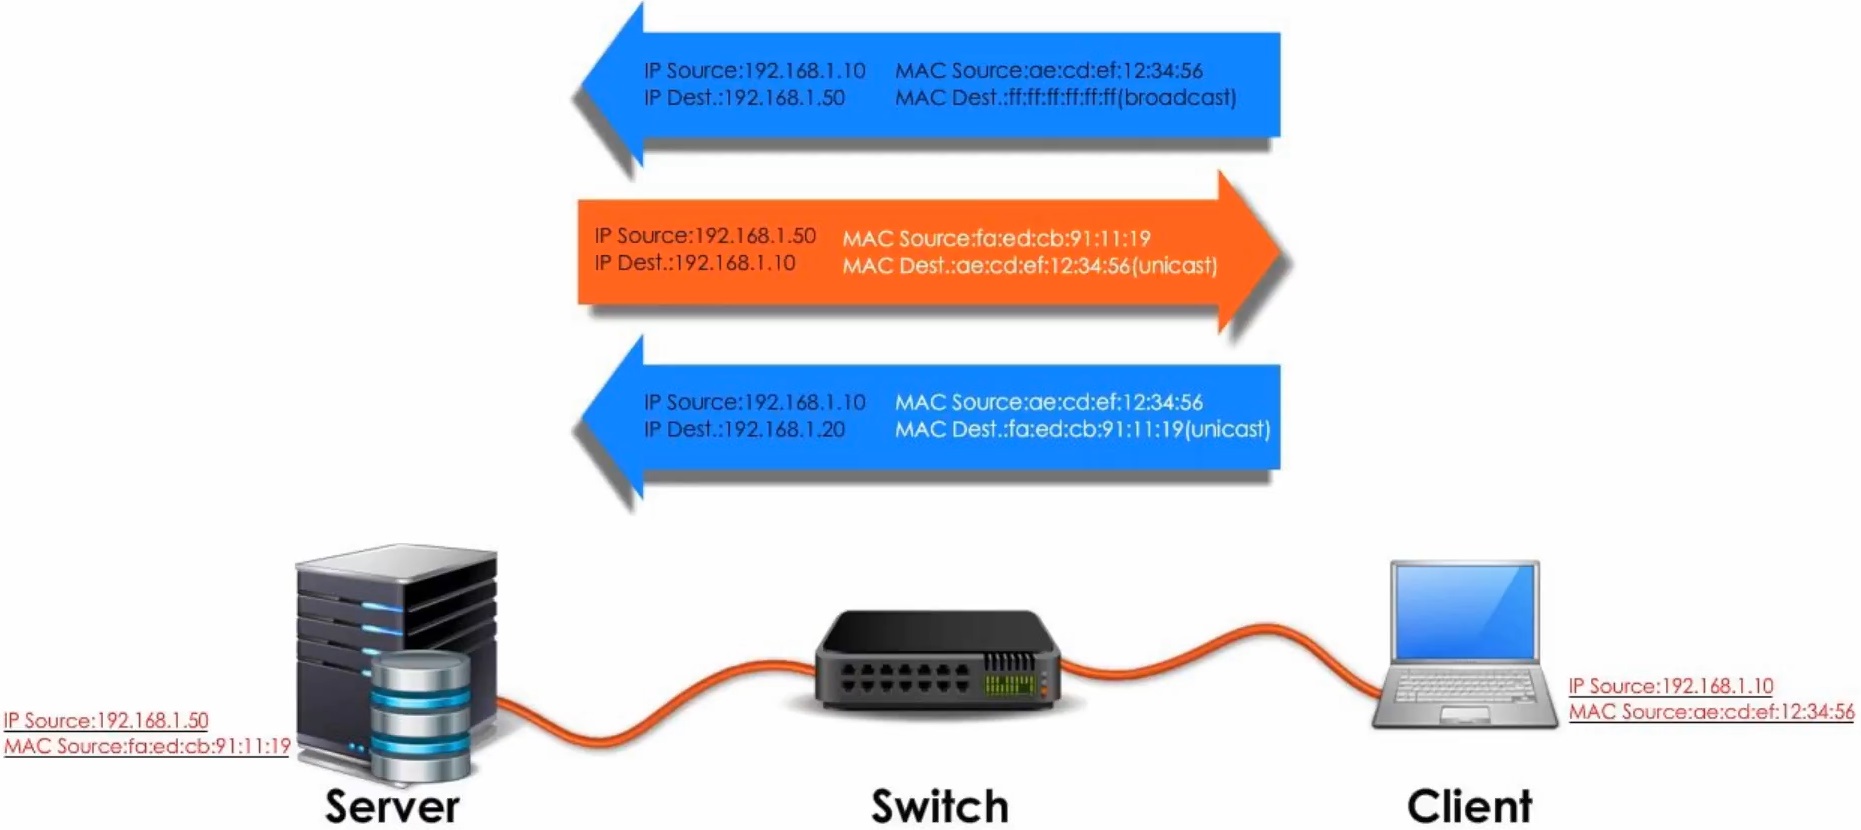 IP Source:192.168.1.10 MAC Source:ae:cd:ef:12:34:56
IP Dest.:192.168.1.50 MAC Dest.:ff:ff:ff:ff:ff:ff(broadcast)
IP Source:192.168.1.50 MAC Source:fa:ed:cb:91:11:19
IP Dest.:192.168.1.10 MAC Dest.:ae:cd:ef:12:34:56(unicast)
IP Source:192.168.1.10 MAC Source:ae:cd:ef:12:34:56
IP Dest.:192.168.1.20 MAC Dest.:fa:ed:cb:91:11:19(unicast)
IP Source:192.168.1.50
MAC Source:fa:ed:cb:91:11:19
IP Source:192.168.1.10
MAC Source:ae:cd:ef:12:34:56
Server
Switch
Client